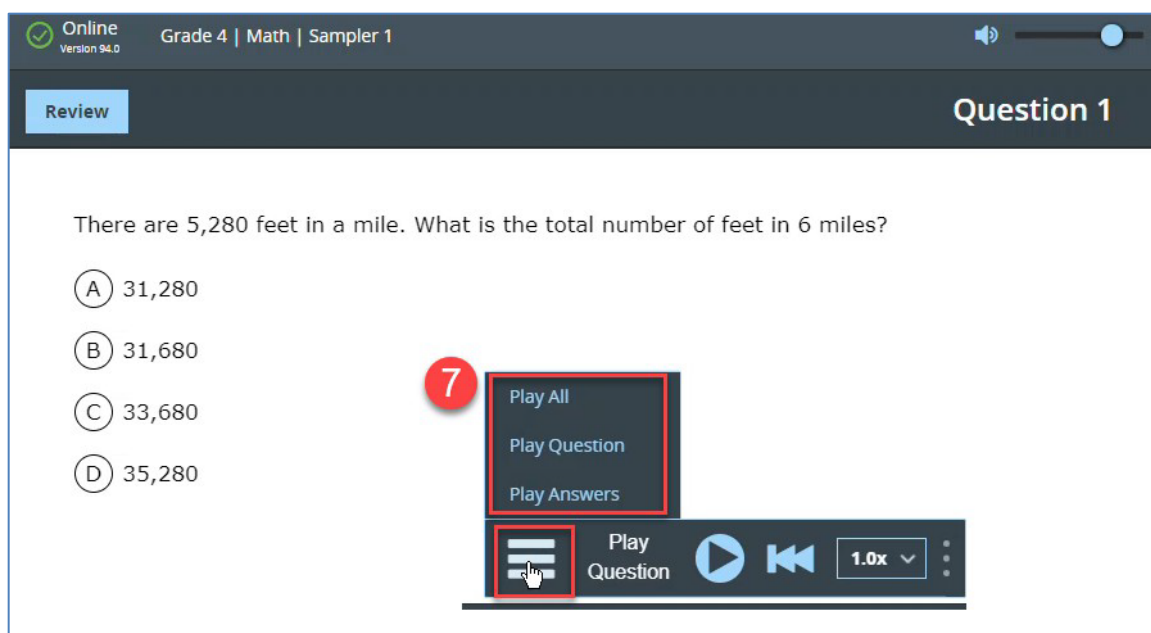 Online
Version 94.0
Grade 4 | Math | Sampler 1
Review
Question 1
There are 5,280 feet in a mile. What is the total number of feet in 6 miles?
A 31,280
B 31,680
C 33,680
D 35,280
7
Play All
Play Question
Play Answers
Play
Question
1.0x